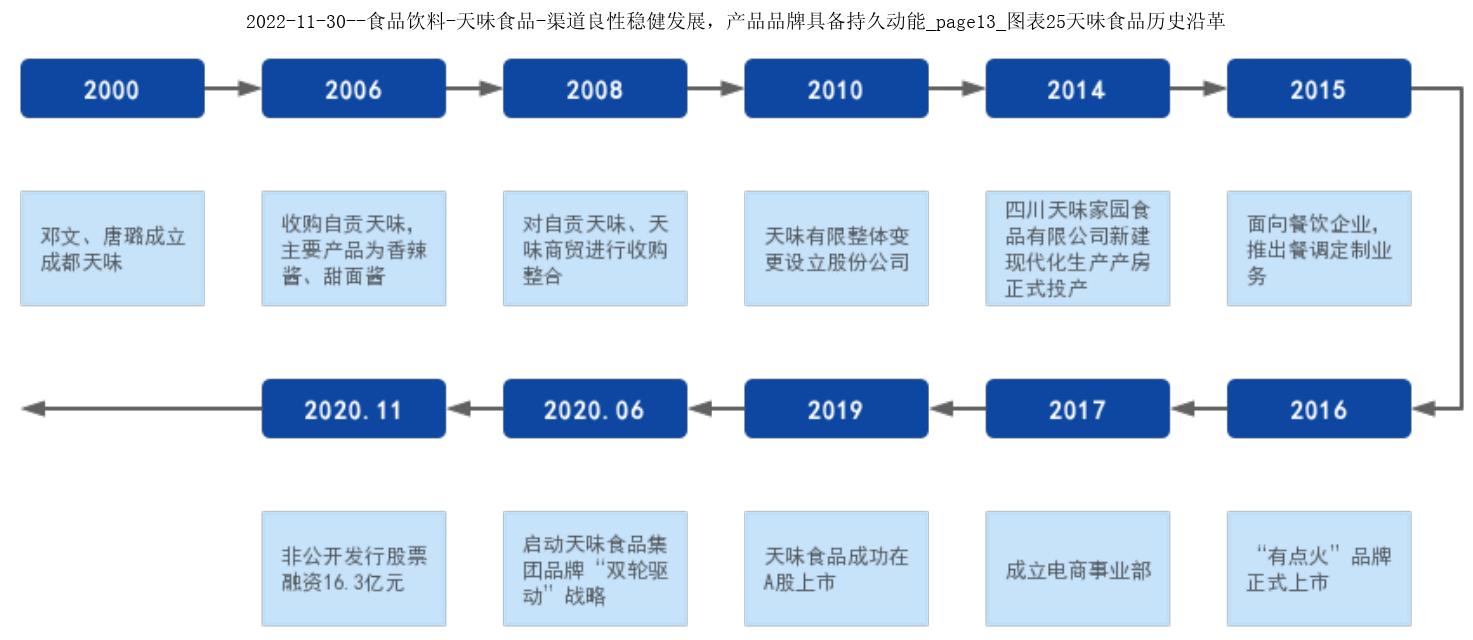 2022-11-30--食品饮料-天味食品-渠道良性稳健发展，产品品牌具备持久动能_page13_图表25天味食品历史沿革
2000
2006
2008
2010
2014
2015
邓文、唐璐成立
成都天味
收购自贡天味，
主要产品为香辣
酱、甜面酱
对自贡天味、天
味商贸进行收购
整合
天味有限整体变
更设立股份公司
四川天味家园食
品有限公司新建
现代化生产产房
正式投产
面向餐饮企业，
推出餐调定制业
务
2020.11
2020.06
2019
2017
2016
非公开发行股票
融资16.3亿元
启动天味食品集
团品牌“双轮驱
动”战略
天味食品成功在
A股上市
成立电商事业部
“有点火”品牌
正式上市